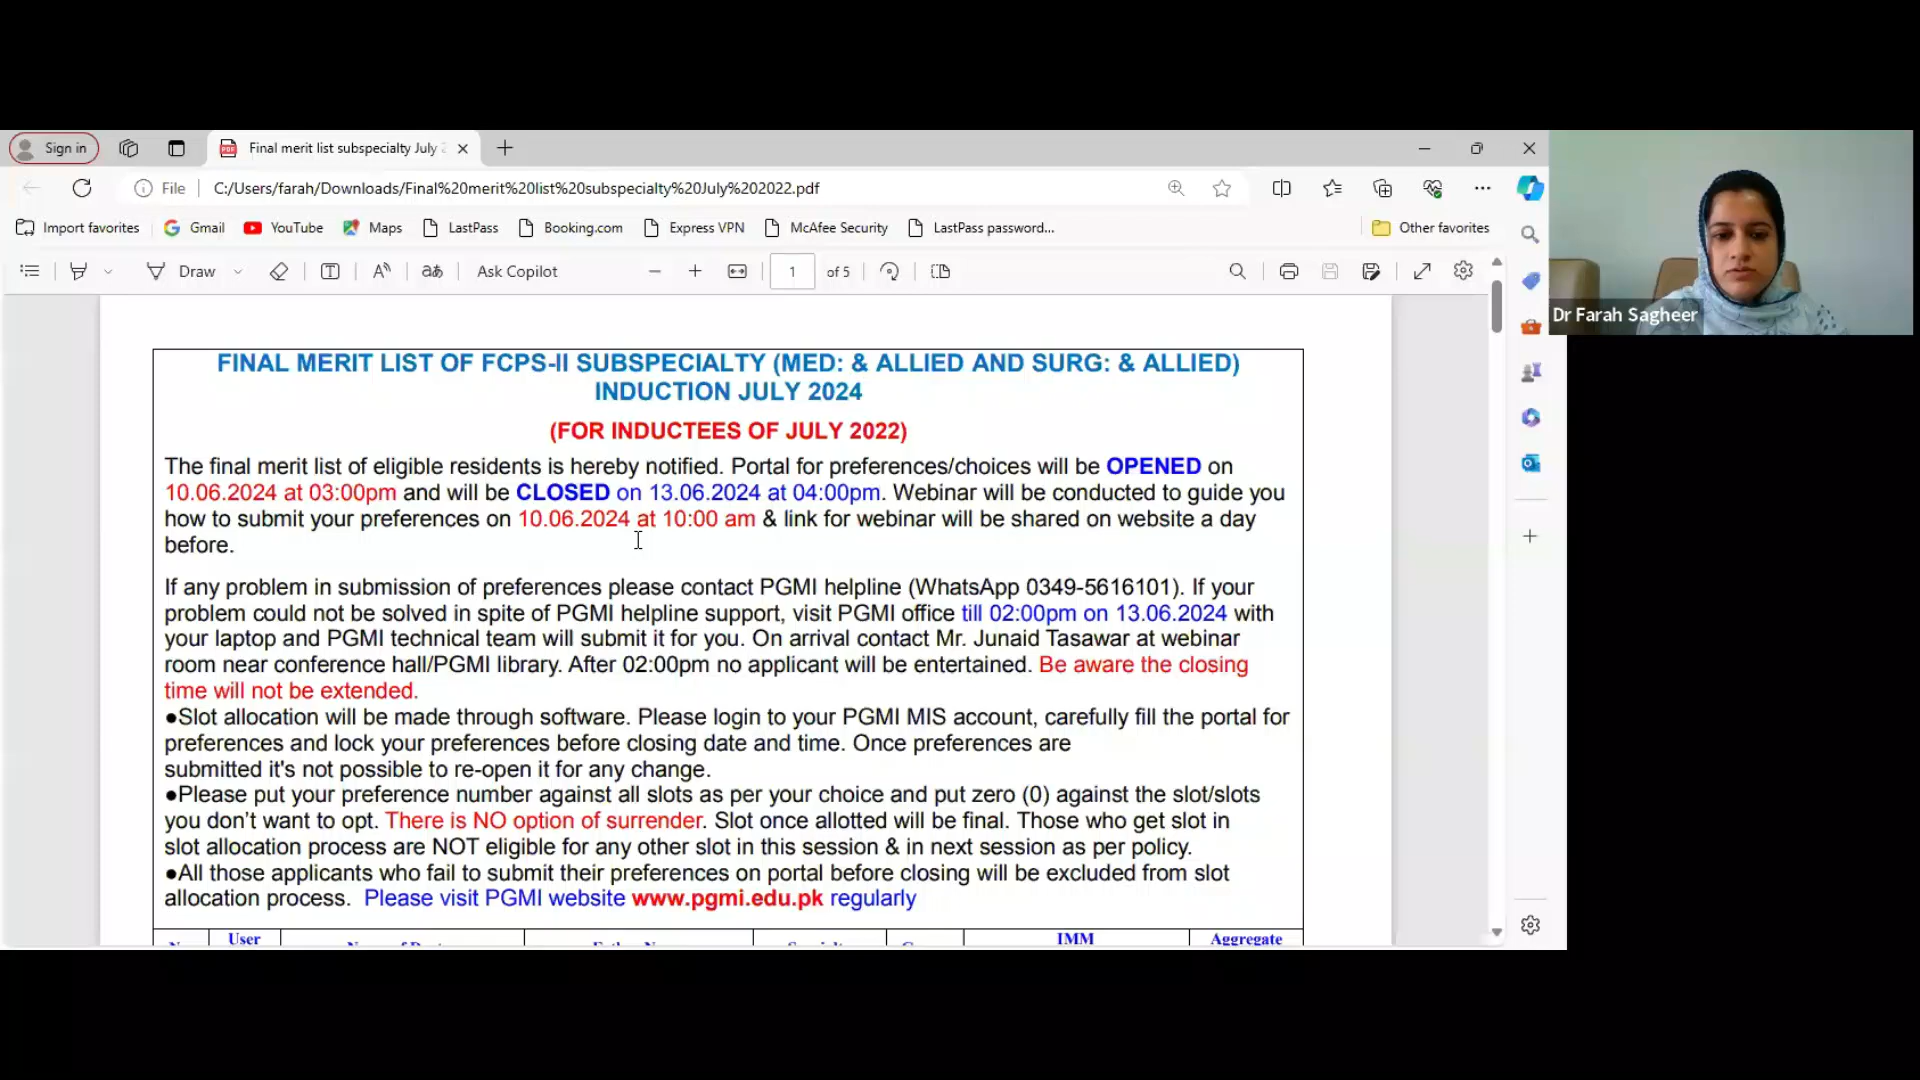 Sign in
Final merit list subspecialty July
File
C:/Users/farah/Downloads/Final%20merit%20list%20subspecialty%20July%202022.pdf
Import favorites
Gmail
YouTube
Maps
LastPass
Booking.com
Express VPN
McAfee Security
LastPass password...
Other favorites
Draw
Ask Copilot
1 of 5
Dr Farah Sagheer
FINAL MERIT LIST OF FCPS-II SUBSPECIALTY (MED: & ALLIED AND SURG: & ALLIED)
INDUCTION JULY 2024
(FOR INDUCTEES OF JULY 2022)
The final merit list of eligible residents is hereby notified. Portal for preferences/choices will be OPENED on
10.06.2024 at 03:00pm and will be CLOSED on 13.06.2024 at 04:00pm. Webinar will be conducted to guide you
how to submit your preferences on 10.06.2024 at 10:00 am & link for webinar will be shared on website a day
before.
If any problem in submission of preferences please contact PGMI helpline (WhatsApp 0349-5616101). If your
problem could not be solved in spite of PGMI helpline support, visit PGMI office till 02:00pm on 13.06.2024 with
your laptop and PGMI technical team will submit it for you. On arrival contact Mr. Junaid Tasawar at webinar
room near conference hall/PGMI library. After 02:00pm no applicant will be entertained. Be aware the closing
time will not be extended.
●Slot allocation will be made through software. Please login to your PGMI MIS account, carefully fill the portal for
preferences and lock your preferences before closing date and time. Once preferences are
submitted it's not possible to re-open it for any change.
●Please put your preference number against all slots as per your choice and put zero (0) against the slot/slots
you don't want to opt. There is NO option of surrender. Slot once allotted will be final. Those who get slot in
slot allocation process are NOT eligible for any other slot in this session & in next session as per policy.
●All those applicants who fail to submit their preferences on portal before closing will be excluded from slot
allocation process. Please visit PGMI website www.pgmi.edu.pk regularly
User
IMM
Aggregate